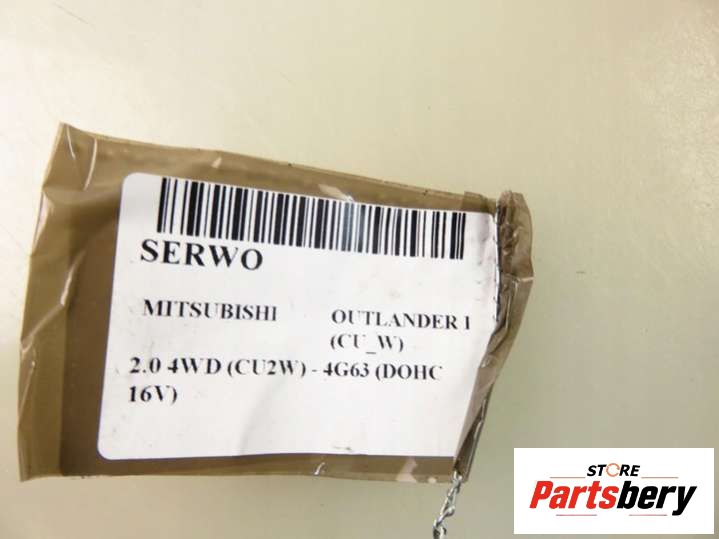 SERWO
MITSUBISHI OUTLANDER I
(CU_W)
2.0 4WD (CU2W) - 4G63 (DOHC
16V)
STORE
Partsbery